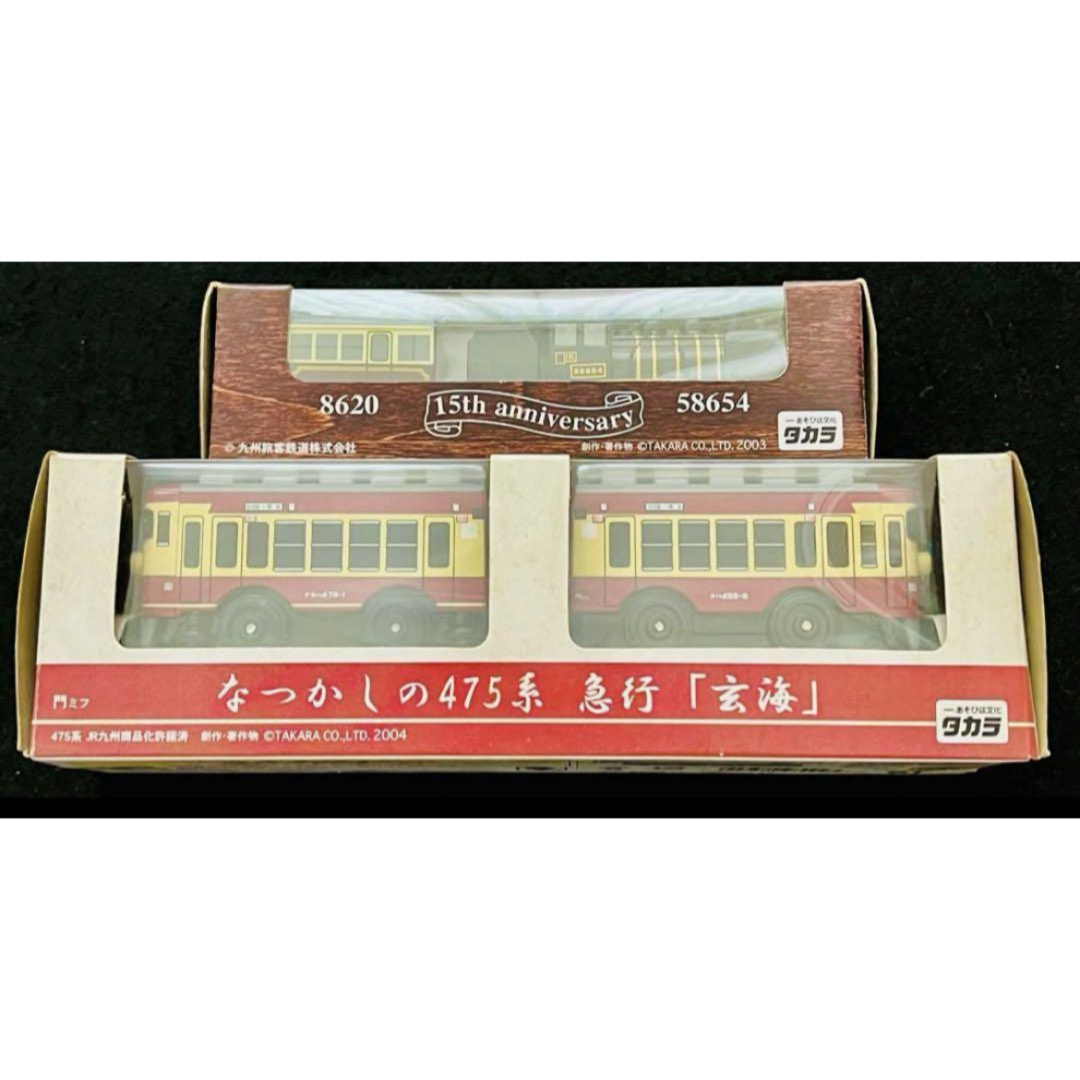 58654
8620
15th anniversary
58654
©九州旅客鉄道株式会社
創作・著作物 ©TAKARA CO.,LTD. 2003
あそびは文化
タカラ
なつかしの475系 急行「玄海」
門ミフ
475系 JR九州商品化許諾済 創作・著作物 ©TAKARA CO.,LTD. 2004
あそびは文化
タカラ